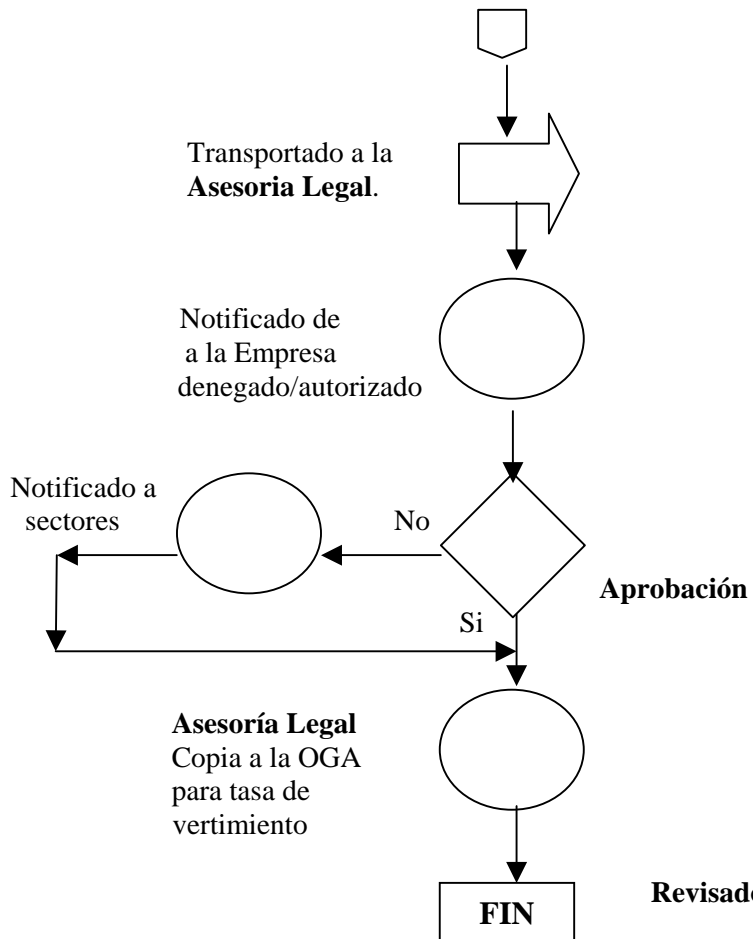 Transportado a la
Asesoria Legal.
Notificado de
a la Empresa
denegado/autorizado
Notificado a
sectores
No
Aprobación
Si
Asesoría Legal
Copia a la OGA
para tasa de
vertimiento
FIN
Revisado